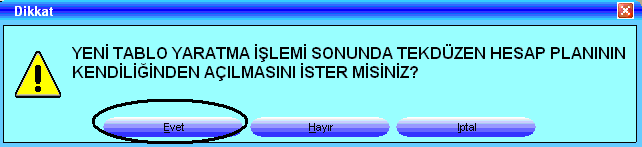 Dikkat
YENİ TABLO YARATMA İŞLEMİ SONUNDA TEKDÜZEN HESAP PLANININ
KENDİLİĞİNDEN AÇILMASINI İSTER MİSİNİZ?
Evet Hayır Iptal